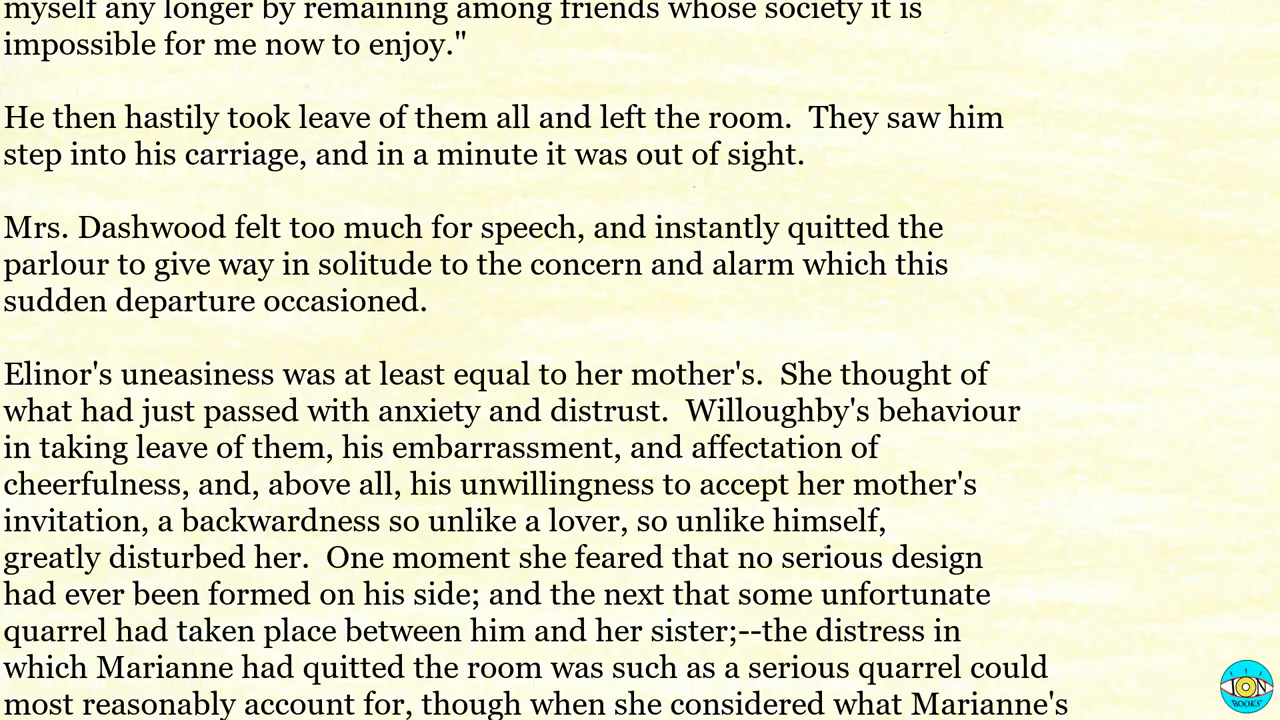 myself any longer by remaining among friends whose society it is
impossible for me now to enjoy."
He then hastily took leave of them all and left the room.  They saw him
step into his carriage, and in a minute it was out of sight.
Mrs. Dashwood felt too much for speech, and instantly quitted the
parlour to give way in solitude to the concern and alarm which this
sudden departure occasioned.
Elinor's uneasiness was at least equal to her mother's.  She thought of
what had just passed with anxiety and distrust.  Willoughby's behaviour
in taking leave of them, his embarrassment, and affectation of
cheerfulness, and, above all, his unwillingness to accept her mother's
invitation, a backwardness so unlike a lover, so unlike himself,
greatly disturbed her.  One moment she feared that no serious design
had ever been formed on his side; and the next that some unfortunate
quarrel had taken place between him and her sister;--the distress in
which Marianne had quitted the room was such as a serious quarrel could
most reasonably account for, though when she considered what Marianne's
ION
BOOKS